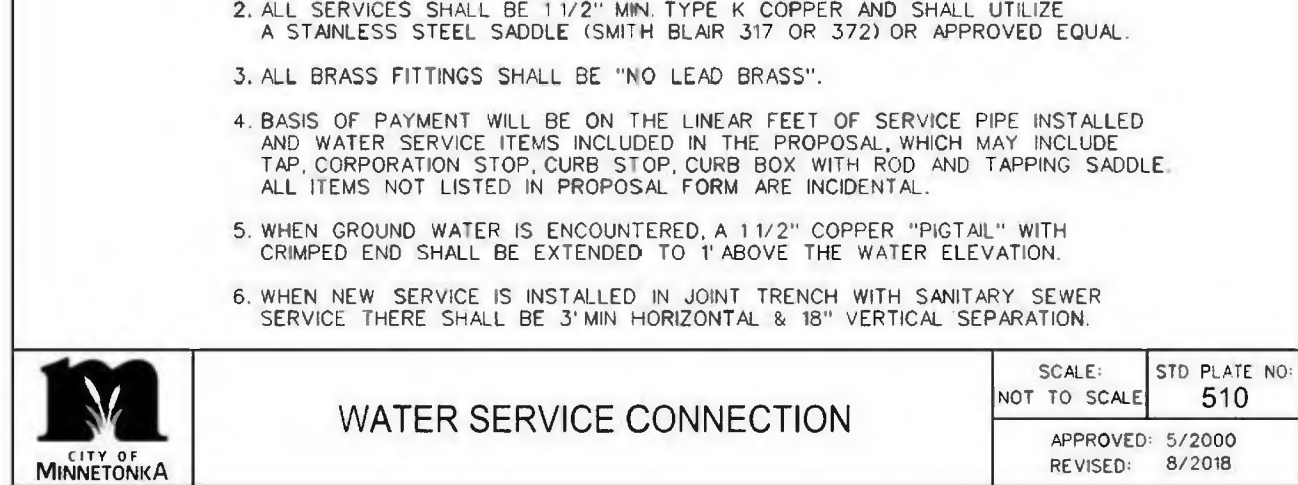 2. ALL SERVICES SHALL BE 1 1/2" MIN. TYPE K COPPER AND SHALL UTILIZE
A STAINLESS STEEL SADDLE (SMITH BLAIR 317 OR 372) OR APPROVED EQUAL.
3. ALL BRASS FITTINGS SHALL BE "NO LEAD BRASS".
4. BASIS OF PAYMENT WILL BE ON THE LINEAR FEET OF SERVICE PIPE INSTALLED
AND WATER SERVICE ITEMS INCLUDED IN THE PROPOSAL, WHICH MAY INCLUDE
TAP, CORPORATION STOP, CURB STOP, CURB BOX WITH ROD AND TAPPING SADDLE.
ALL ITEMS NOT LISTED IN PROPOSAL FORM ARE INCIDENTAL.
5. WHEN GROUND WATER IS ENCOUNTERED, A 1 1/2" COPPER "PIGTAIL" WITH
CRIMPED END SHALL BE EXTENDED TO 1' ABOVE THE WATER ELEVATION.
6. WHEN NEW SERVICE IS INSTALLED IN JOINT TRENCH WITH SANITARY SEWER
SERVICE THERE SHALL BE 3' MIN HORIZONTAL & 18" VERTICAL SEPARATION.
m
CITY OF
MINNETONKA
WATER SERVICE CONNECTION
SCALE:
NOT TO SCALE
STD PLATE NO:
510
APPROVED: 5/2000
REVISED: 8/2018